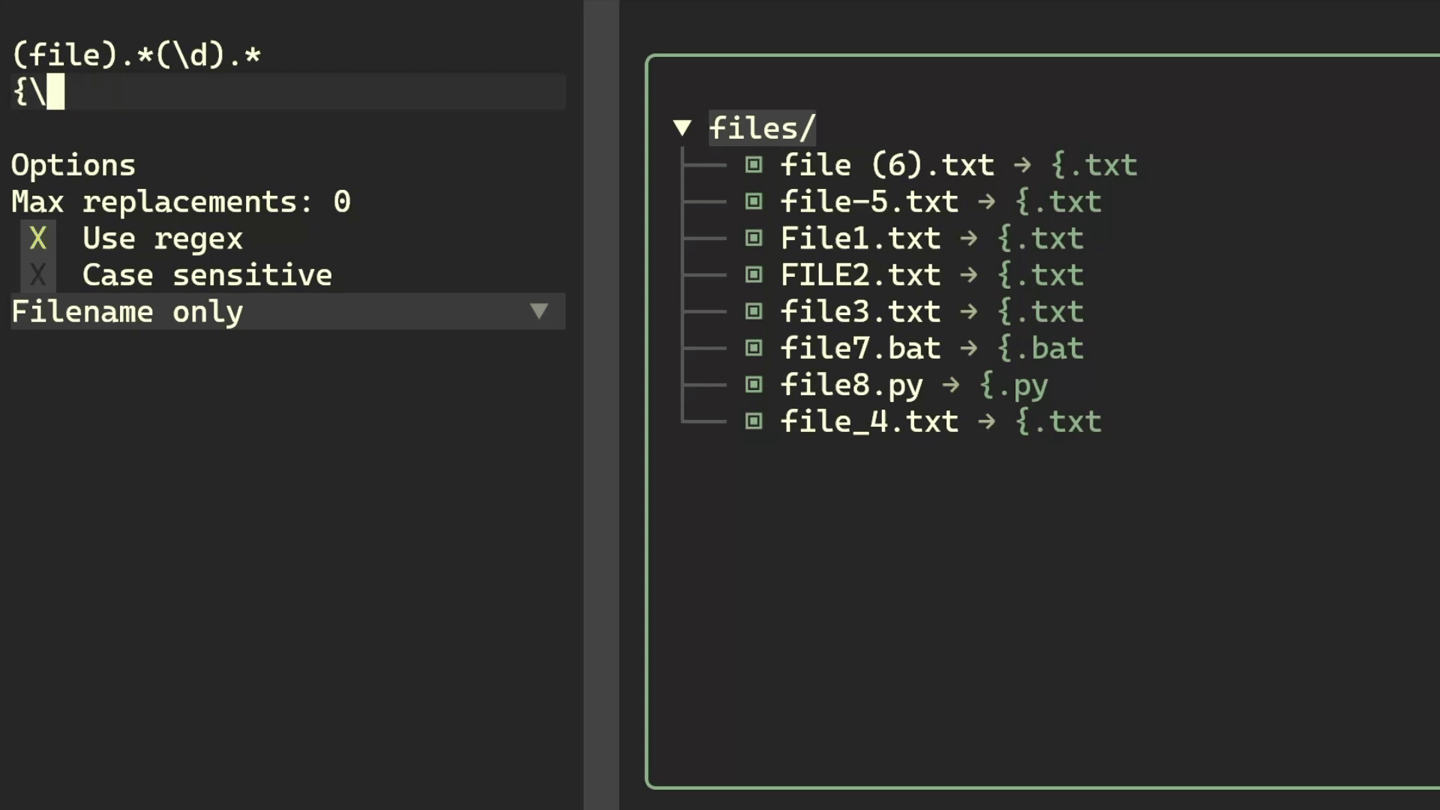 (file).*(\d).*
{\
Options
Max replacements: 0
X Use regex
X Case sensitive
Filename only ▼
▼ files/
▣ file (6).txt → {.txt
▣ file-5.txt → {.txt
▣ File1.txt → {.txt
▣ FILE2.txt → {.txt
▣ file3.txt → {.txt
▣ file7.bat → {.bat
▣ file8.py → {.py
▣ file_4.txt → {.txt